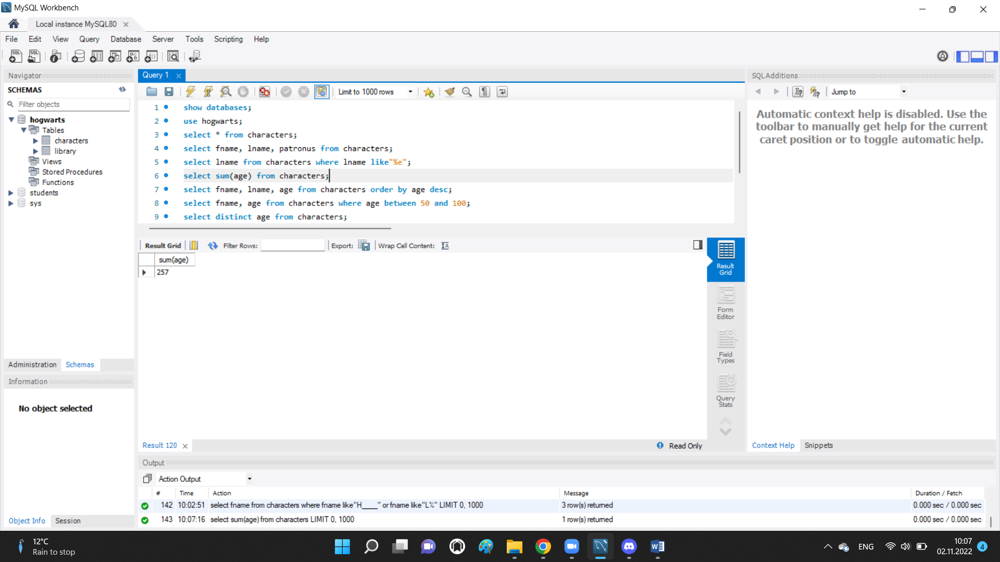 MySQL Workbench
Local instance MySQL80
File Edit View Query Database Server Tools Scripting Help
Navigator
SCHEMAS
Filter objects
hogwarts
Tables
characters
library
Views
Stored Procedures
Functions
students
sys
Administration Schemas
Information
No object selected
Object Info Session
Query 1
Limit to 1000 rows
1 show databases;
2 use hogwarts;
3 select * from characters;
4 select fname, lname, patronus from characters;
5 select lname from characters where lname like"%e";
6 select sum(age) from characters;
7 select fname, lname, age from characters order by age desc;
8 select fname, age from characters where age between 50 and 100;
9 select distinct age from characters;
Result Grid Filter Rows: Export: Wrap Cell Content:
sum(age)
257
Result
Grid
Form
Editor
Field
Types
Query
Stats
Result 120
Read Only
SQLAdditions
Jump to
Automatic context help is disabled. Use the
toolbar to manually get help for the current
caret position or to toggle automatic help.
Context Help Snippets
Output
Action Output
# Time Action Message Duration / Fetch
142 10:02:51 select fname from characters where fname like"H____" or fname like"L%" LIMIT 0, 1000 3 row(s) returned 0.000 sec / 0.000 sec
143 10:07:16 select sum(age) from characters LIMIT 0, 1000 1 row(s) returned 0.000 sec / 0.000 sec
12°C
Rain to stop
ENG
10:07
02.11.2022
4